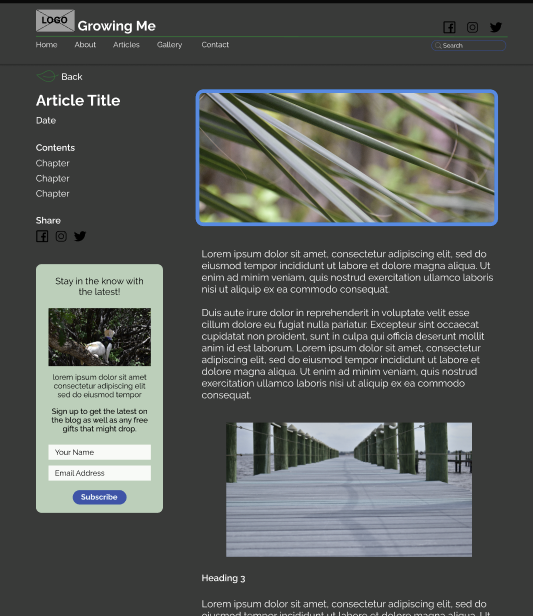 LOGO
Growing Me
Home About Articles Gallery Contact
Search
Back
Article Title
Date
Contents
Chapter
Chapter
Chapter
Share
Stay in the know with
the latest!
lorem ipsum dolor sit amet
consectetur adipiscing elit
sed do eiusmod tempor
Sign up to get the latest on
the blog as well as any free
gifts that might drop.
Your Name
Email Address
Subscribe
Lorem ipsum dolor sit amet, consectetur adipiscing elit, sed do
eiusmod tempor incididunt ut labore et dolore magna aliqua. Ut
enim ad minim veniam, quis nostrud exercitation ullamco laboris
nisi ut aliquip ex ea commodo consequat.
Duis aute irure dolor in reprehenderit in voluptate velit esse
cillum dolore eu fugiat nulla pariatur. Excepteur sint occaecat
cupidatat non proident, sunt in culpa qui officia deserunt mollit
anim id est laborum. Lorem ipsum dolor sit amet, consectetur
adipiscing elit, sed do eiusmod tempor incididunt ut labore et
dolore magna aliqua. Ut enim ad minim veniam, quis nostrud
exercitation ullamco laboris nisi ut aliquip ex ea commodo
consequat.
Heading 3
Lorem ipsum dolor sit amet, consectetur adipiscing elit, sed do
eiusmod tempor incididunt ut labore et dolore magna aliqua. Ut